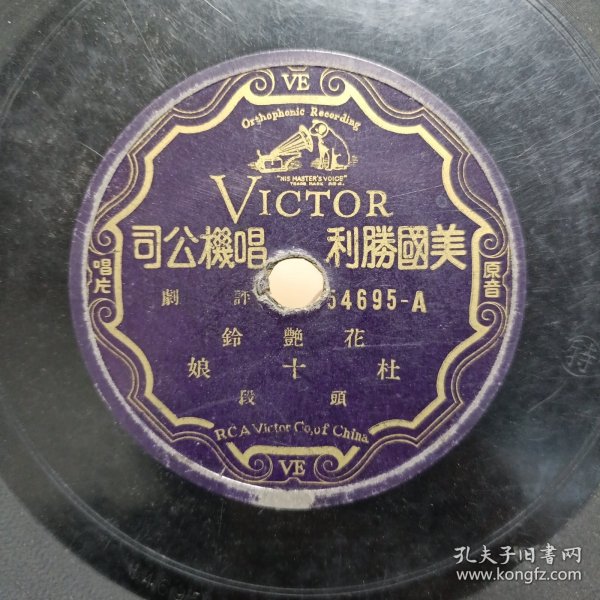 VE
Orthophonic Recording
"HIS MASTER'S VOICE"
VICTOR
美國勝利唱機公司
唱片
原音
評劇
54695-A
花艷鈴
杜十娘
頭段
RCA Victor Co, of China
VE
孔夫子旧书网
www.kongfz.com